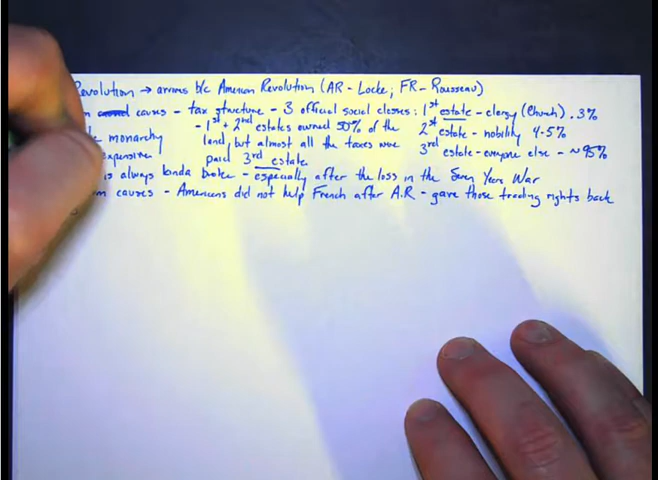 Revolution → arrives b/c American Revolution (AR - Locke; FR - Rousseau)
causes - tax structure - 3 official social classes: 1st estate - clergy (Church) .3%
monarchy - 1st + 2nd estates owned 50% of the 2st estate - nobility 4-5%
expensive land, but almost all the taxes were 3rd estate - everyone else - ~95%
paid 3rd estate
is always kinda broke - especially after the loss in the Seven Years War
causes - Americans did not help French after A.R - gave those trading rights back